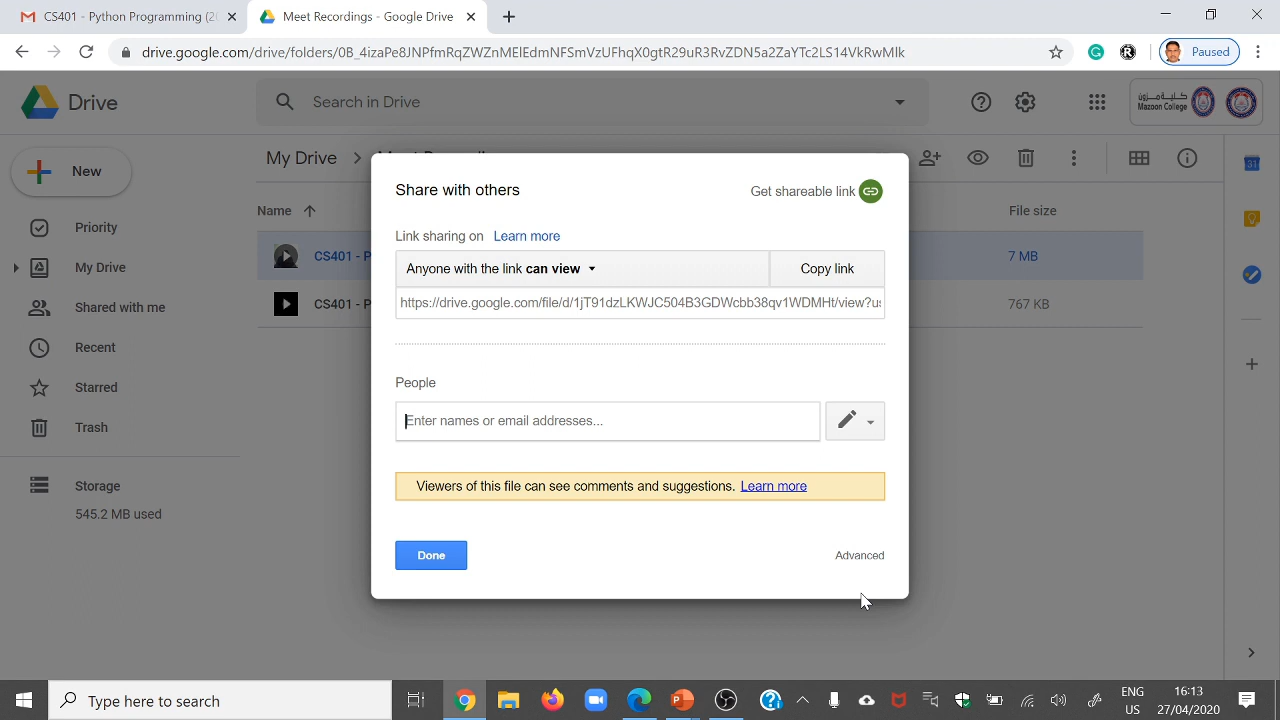 CS401 - Python Programming (20
Meet Recordings - Google Drive
drive.google.com/drive/folders/0B_4izaPe8JNPfmRqZWZnMElEdmNFSmVzUFhqX0gtR29uR3RvZDN5a2ZaYTc2LS14VkRwMlk
Paused
Drive
Search in Drive
كلية مزون
Mazoon College
New
My Drive
Name
File size
Priority
My Drive
Shared with me
Recent
Starred
Trash
Storage
545.2 MB used
CS401 - P
7 MB
CS401 - P
767 KB
31
Share with others
Get shareable link
Link sharing on Learn more
Anyone with the link can view
Copy link
https://drive.google.com/file/d/1jT91dzLKWJC504B3GDWcbb38qv1WDMHt/view?us
People
Enter names or email addresses...
Viewers of this file can see comments and suggestions. Learn more
Done
Advanced
Type here to search
ENG
US
16:13
27/04/2020